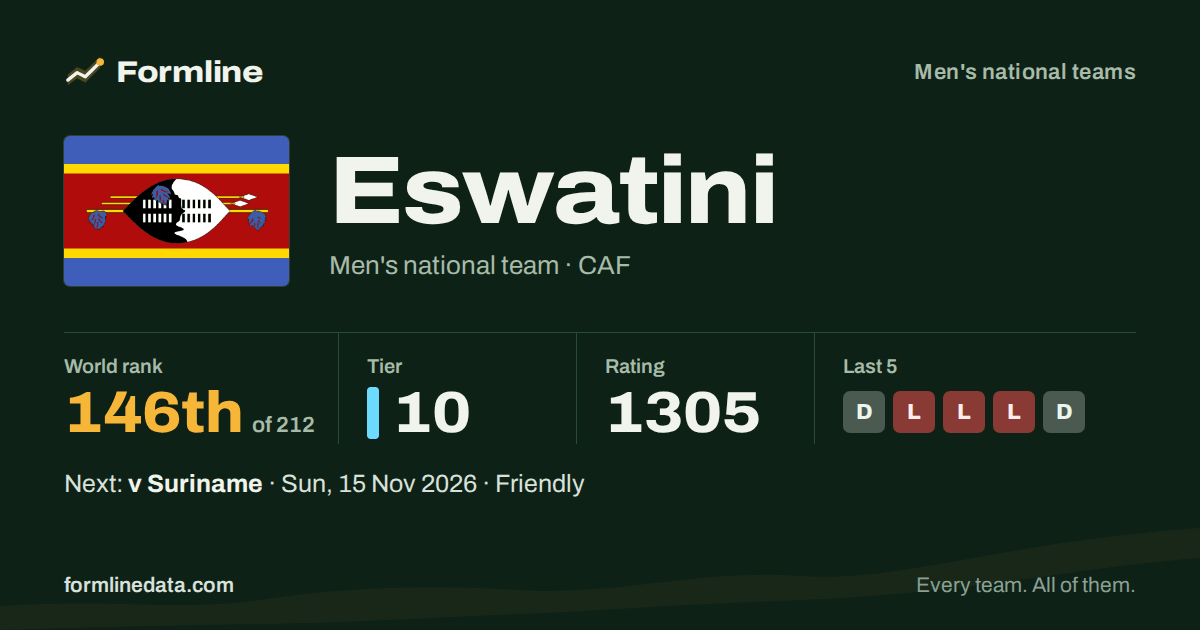 Formline
Men's national teams
Eswatini
Men's national team · CAF
World rank
146th of 212
Tier
10
Rating
1305
Last 5
D L L L D
Next: v Suriname · Sun, 15 Nov 2026 · Friendly
formlinedata.com
Every team. All of them.